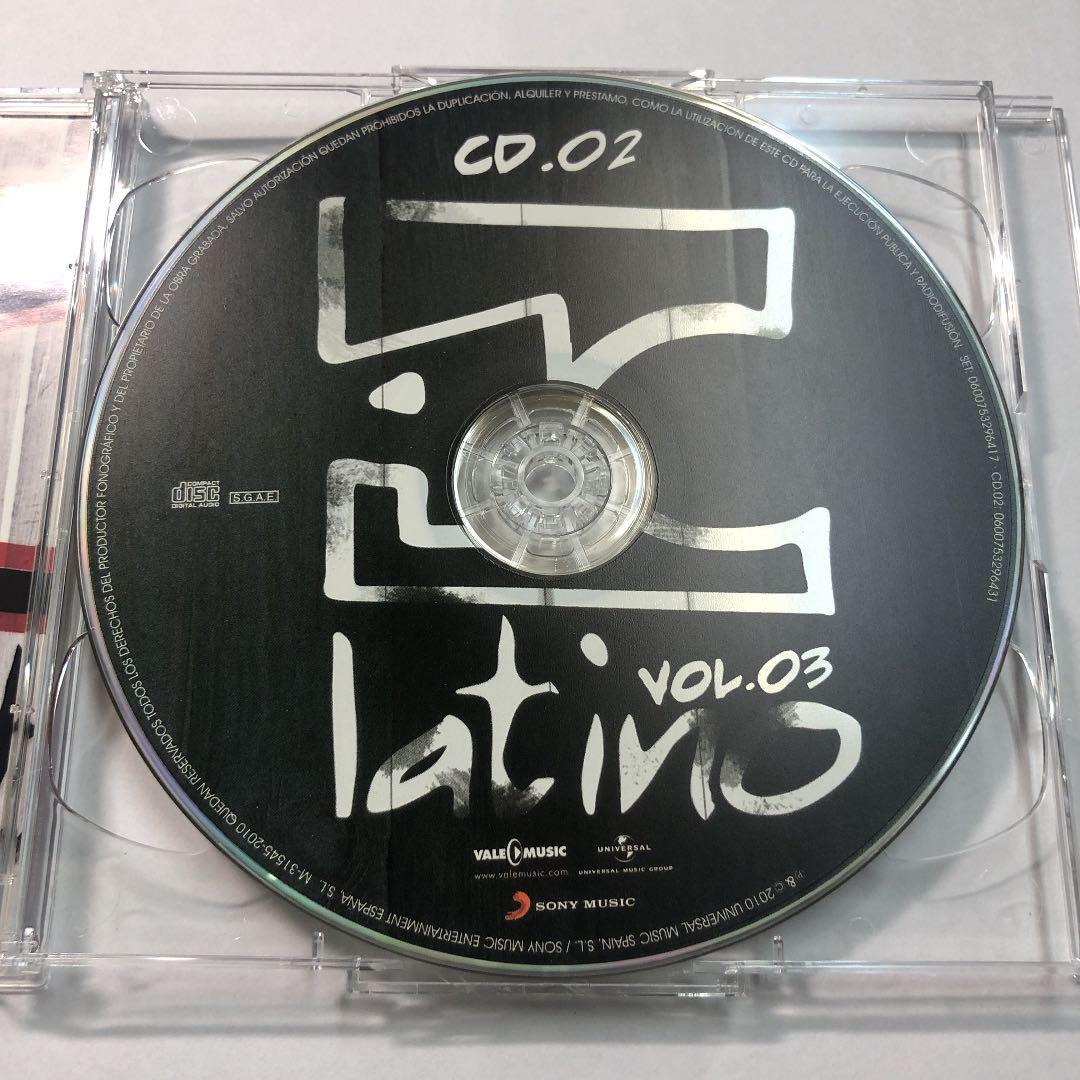 CD.02
latino
VOL.03
COMPACT
disc
DIGITAL AUDIO
S.G.A.E.
VALE MUSIC
www.valemusic.com
UNIVERSAL
UNIVERSAL MUSIC GROUP
SONY MUSIC
P& © 2010 UNIVERSAL MUSIC SPAIN, S.L. / SONY MUSIC ENTERTAINMENT ESPAÑA, S.L. M-31545-2010 QUEDAN RESERVADOS TODOS LOS DERECHOS DEL PRODUCTOR FONOGRÁFICO Y DEL PROPIETARIO DE LA OBRA GRABADA. SALVO AUTORIZACIÓN QUEDAN PROHIBIDOS LA DUPLICACIÓN, ALQUILER Y PRESTAMO, COMO LA UTILIZACION DE ESTE CD PARA LA EJECUCIÓN PÚBLICA Y RADIODIFUSIÓN. SET: 0600753296417 · CD 02: 0600753296431